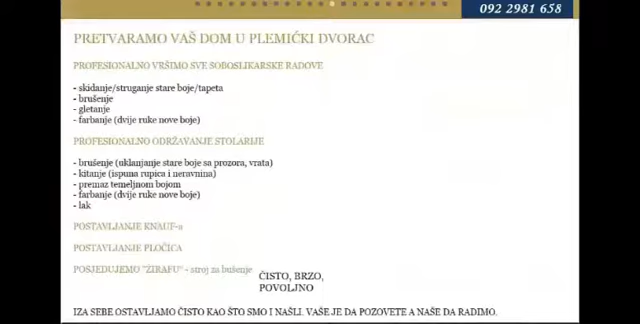 092 2981 658
PRETVARAMO VAŠ DOM U PLEMIĆKI DVORAC
PROFESIONALNO VRŠIMO SVE SOBOSLIKARSKE RADOVE
- skidanje/struganje stare boje/tapeta
- brušenje
- gletanje
- farbanje (dvije ruke nove boje)
PROFESIONALNO ODRŽAVANJE STOLARIJE
- brušenje (uklanjanje stare boje sa prozora, vrata)
- kitanje (ispuna rupica i neravnina)
- premaz temeljnom bojom
- farbanje (dvije ruke nove boje)
- lak
POSTAVLJANJE KNAUF-a
POSTAVLJANJE PLOČICA
POSJEDUJEMO "ŽIRAFU" - stroj za bušenje
ČISTO, BRZO,
POVOLJNO
IZA SEBE OSTAVLJAMO ČISTO KAO ŠTO SMO I NAŠLI. VAŠE JE DA POZOVETE A NAŠE DA RADIMO.